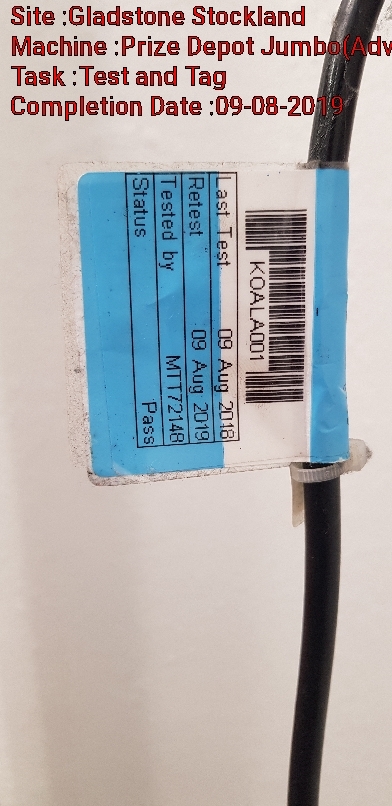 Site :Gladstone Stockland
Machine :Prize Depot Jumbo(Adv
Task :Test and Tag
Completion Date :09-08-2019
KOALA001
Last Test 09 Aug 2018
Retest 09 Aug 2019
Tested by MTT72148
Status Pass